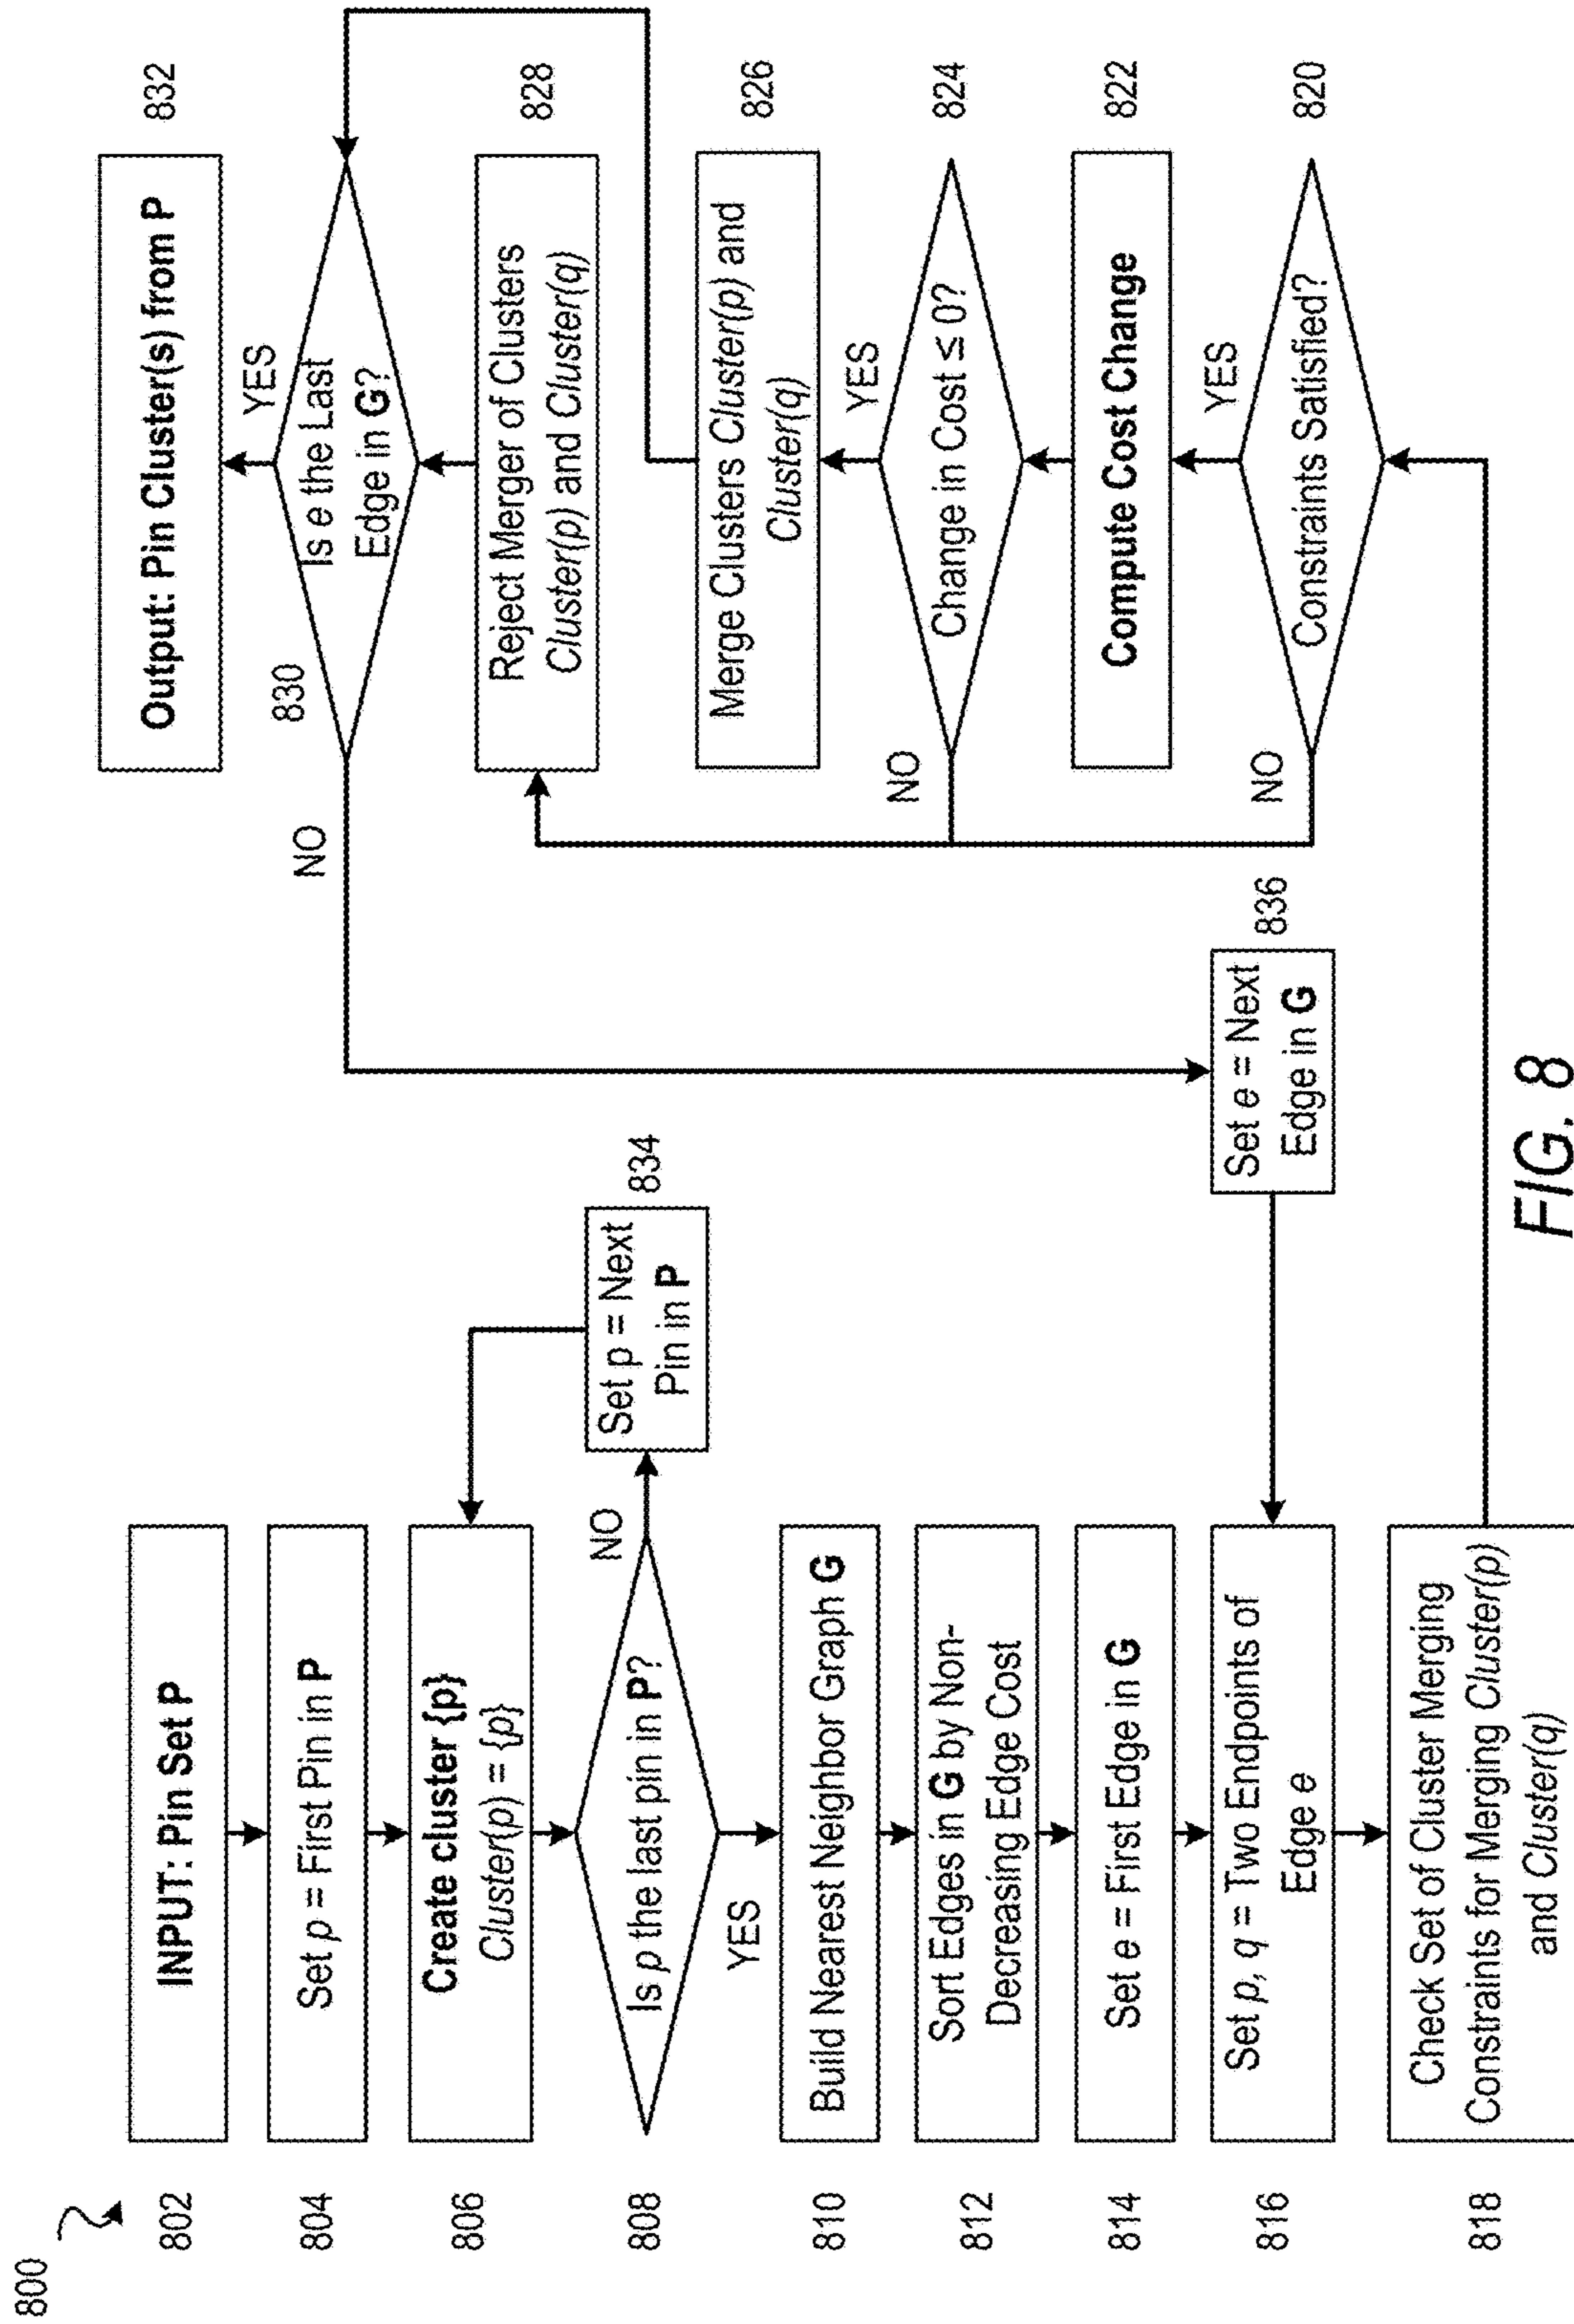 800
802
INPUT: Pin Set P
804
Set p = First Pin in P
806
Create cluster {p}
Cluster(p) = {p}
808
Is p the last pin in P?
NO
YES
834
Set p = Next
Pin in P
810
Build Nearest Neighbor Graph G
812
Sort Edges in G by Non-
Decreasing Edge Cost
814
Set e = First Edge in G
816
Set p, q = Two Endpoints of
Edge e
818
Check Set of Cluster Merging
Constraints for Merging Cluster(p)
and Cluster(q)
836
Set e = Next
Edge in G
Output: Pin Cluster(s) from P
832
YES
830
Is e the Last
Edge in G?
NO
Reject Merger of Clusters
Cluster(p) and Cluster(q)
828
Merge Clusters Cluster(p) and
Cluster(q)
826
YES
Change in Cost ≤ 0?
824
NO
Compute Cost Change
822
YES
Constraints Satisfied?
820
NO
FIG. 8